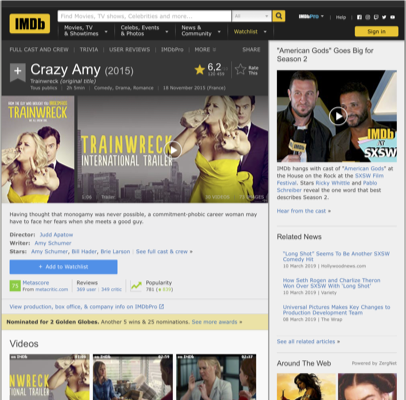 IMDb
Find Movies, TV shows, Celebrities and more...
All
Movies, TV
& Showtimes
Celebs, Events
& Photos
News &
Community
Watchlist
IMDbPro
Help
Sign in
FULL CAST AND CREW | TRIVIA | USER REVIEWS | IMDbPro | MORE
SHARE
Crazy Amy (2015)
Trainwreck (original title)
Tous publics | 2h 5min | Comedy, Drama, Romance | 18 November 2015 (France)
6,2
Rate
This
TRAINWRECK
TRAINWRECK
INTERNATIONAL TRAILER
Trailer
Having thought that monogamy was never possible, a commitment-phobic career woman may
have to face her fears when she meets a good guy.
Director: Judd Apatow
Writer: Amy Schumer
Stars: Amy Schumer, Bill Hader, Brie Larson | See full cast & crew »
+ Add to Watchlist
75
Metascore
From metacritic.com
Reviews
Popularity
View production, box office, & company info on IMDbPro
Nominated for 2 Golden Globes. Another 5 wins & 25 nominations. See more awards »
Videos
"American Gods" Goes Big for
Season 2
IMDb
at
SXSW
IMDb hangs with cast of "American Gods" at
the House on the Rock at the SXSW Film
Festival. Stars Ricky Whittle and Pablo
Schreiber reveal the one word that best
describes Season 2.
Hear from the cast »
Related News
"Long Shot" Seems To Be Another SXSW
Comedy Hit
10 March 2019 | Hollywoodnews.com
How Seth Rogen and Charlize Theron
Won Over SXSW With 'Long Shot'
10 March 2019 | Variety
Universal Pictures Makes Key Changes to
Production Development Team
08 March 2019 | The Wrap
See all related articles »
Around The Web
Powered by ZergNet